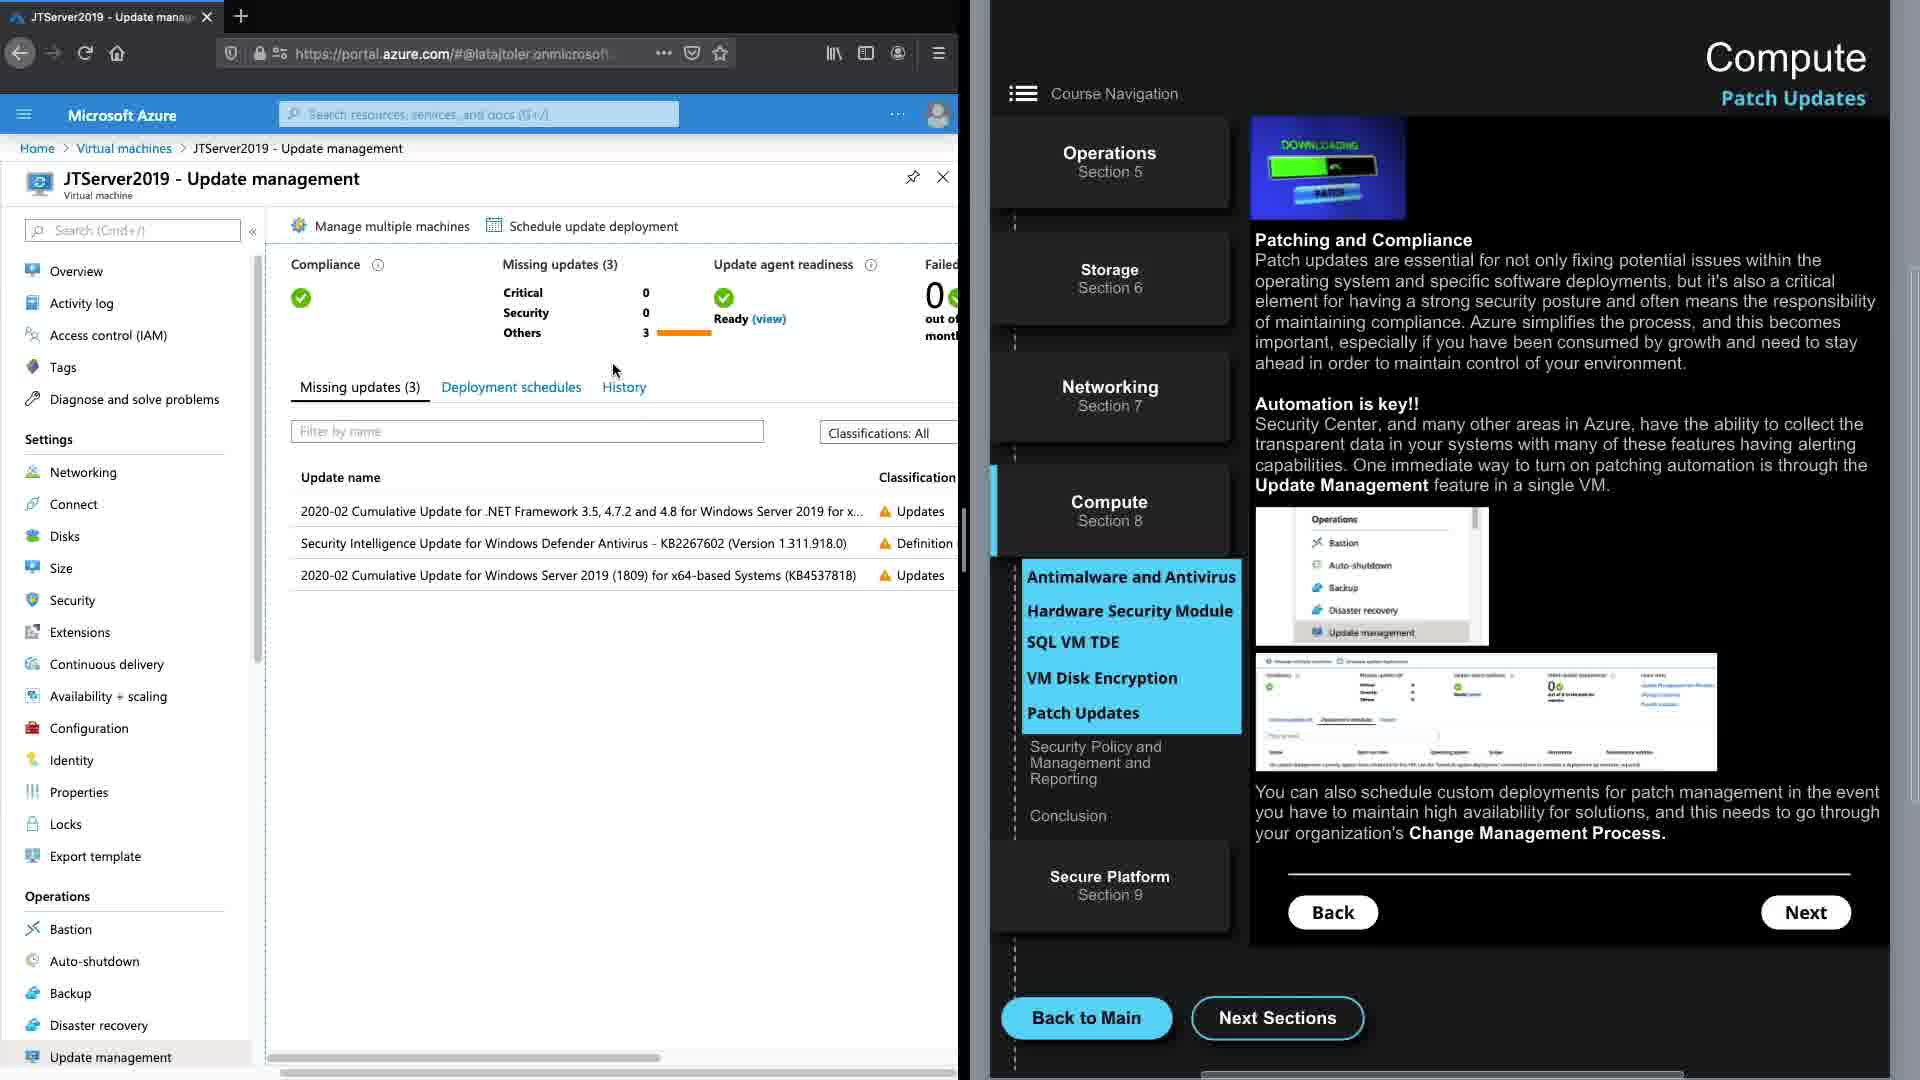 JTServer2019 - Update manag
https://portal.azure.com/#@latajtoler.onmicrosoft
Microsoft Azure
Search resources, services, and docs (G+/)
Home > Virtual machines > JTServer2019 - Update management
JTServer2019 - Update management
Virtual machine
Search (Cmd+/)
Overview
Activity log
Access control (IAM)
Tags
Diagnose and solve problems
Settings
Networking
Connect
Disks
Size
Security
Extensions
Continuous delivery
Availability + scaling
Configuration
Identity
Properties
Locks
Export template
Operations
Bastion
Auto-shutdown
Backup
Disaster recovery
Update management
Manage multiple machines
Schedule update deployment
Compliance
Missing updates (3)
Critical 0
Security 0
Others 3
Update agent readiness
Ready (view)
Failed
0
out of
month
Missing updates (3)
Deployment schedules
History
Filter by name
Classifications: All
Update name
Classification
2020-02 Cumulative Update for .NET Framework 3.5, 4.7.2 and 4.8 for Windows Server 2019 for x...
Updates
Security Intelligence Update for Windows Defender Antivirus - KB2267602 (Version 1.311.918.0)
Definition
2020-02 Cumulative Update for Windows Server 2019 (1809) for x64-based Systems (KB4537818)
Updates
Compute
Patch Updates
Course Navigation
Operations
Section 5
Storage
Section 6
Networking
Section 7
Compute
Section 8
Antimalware and Antivirus
Hardware Security Module
SQL VM TDE
VM Disk Encryption
Patch Updates
Security Policy and
Management and
Reporting
Conclusion
Secure Platform
Section 9
Back to Main
Next Sections
DOWNLOADING
PATCH
Patching and Compliance
Patch updates are essential for not only fixing potential issues within the
operating system and specific software deployments, but it's also a critical
element for having a strong security posture and often means the responsibility
of maintaining compliance. Azure simplifies the process, and this becomes
important, especially if you have been consumed by growth and need to stay
ahead in order to maintain control of your environment.
Automation is key!!
Security Center, and many other areas in Azure, have the ability to collect the
transparent data in your systems with many of these features having alerting
capabilities. One immediate way to turn on patching automation is through the
Update Management feature in a single VM.
Operations
Bastion
Auto-shutdown
Backup
Disaster recovery
Update management
You can also schedule custom deployments for patch management in the event
you have to maintain high availability for solutions, and this needs to go through
your organization's Change Management Process.
Back
Next